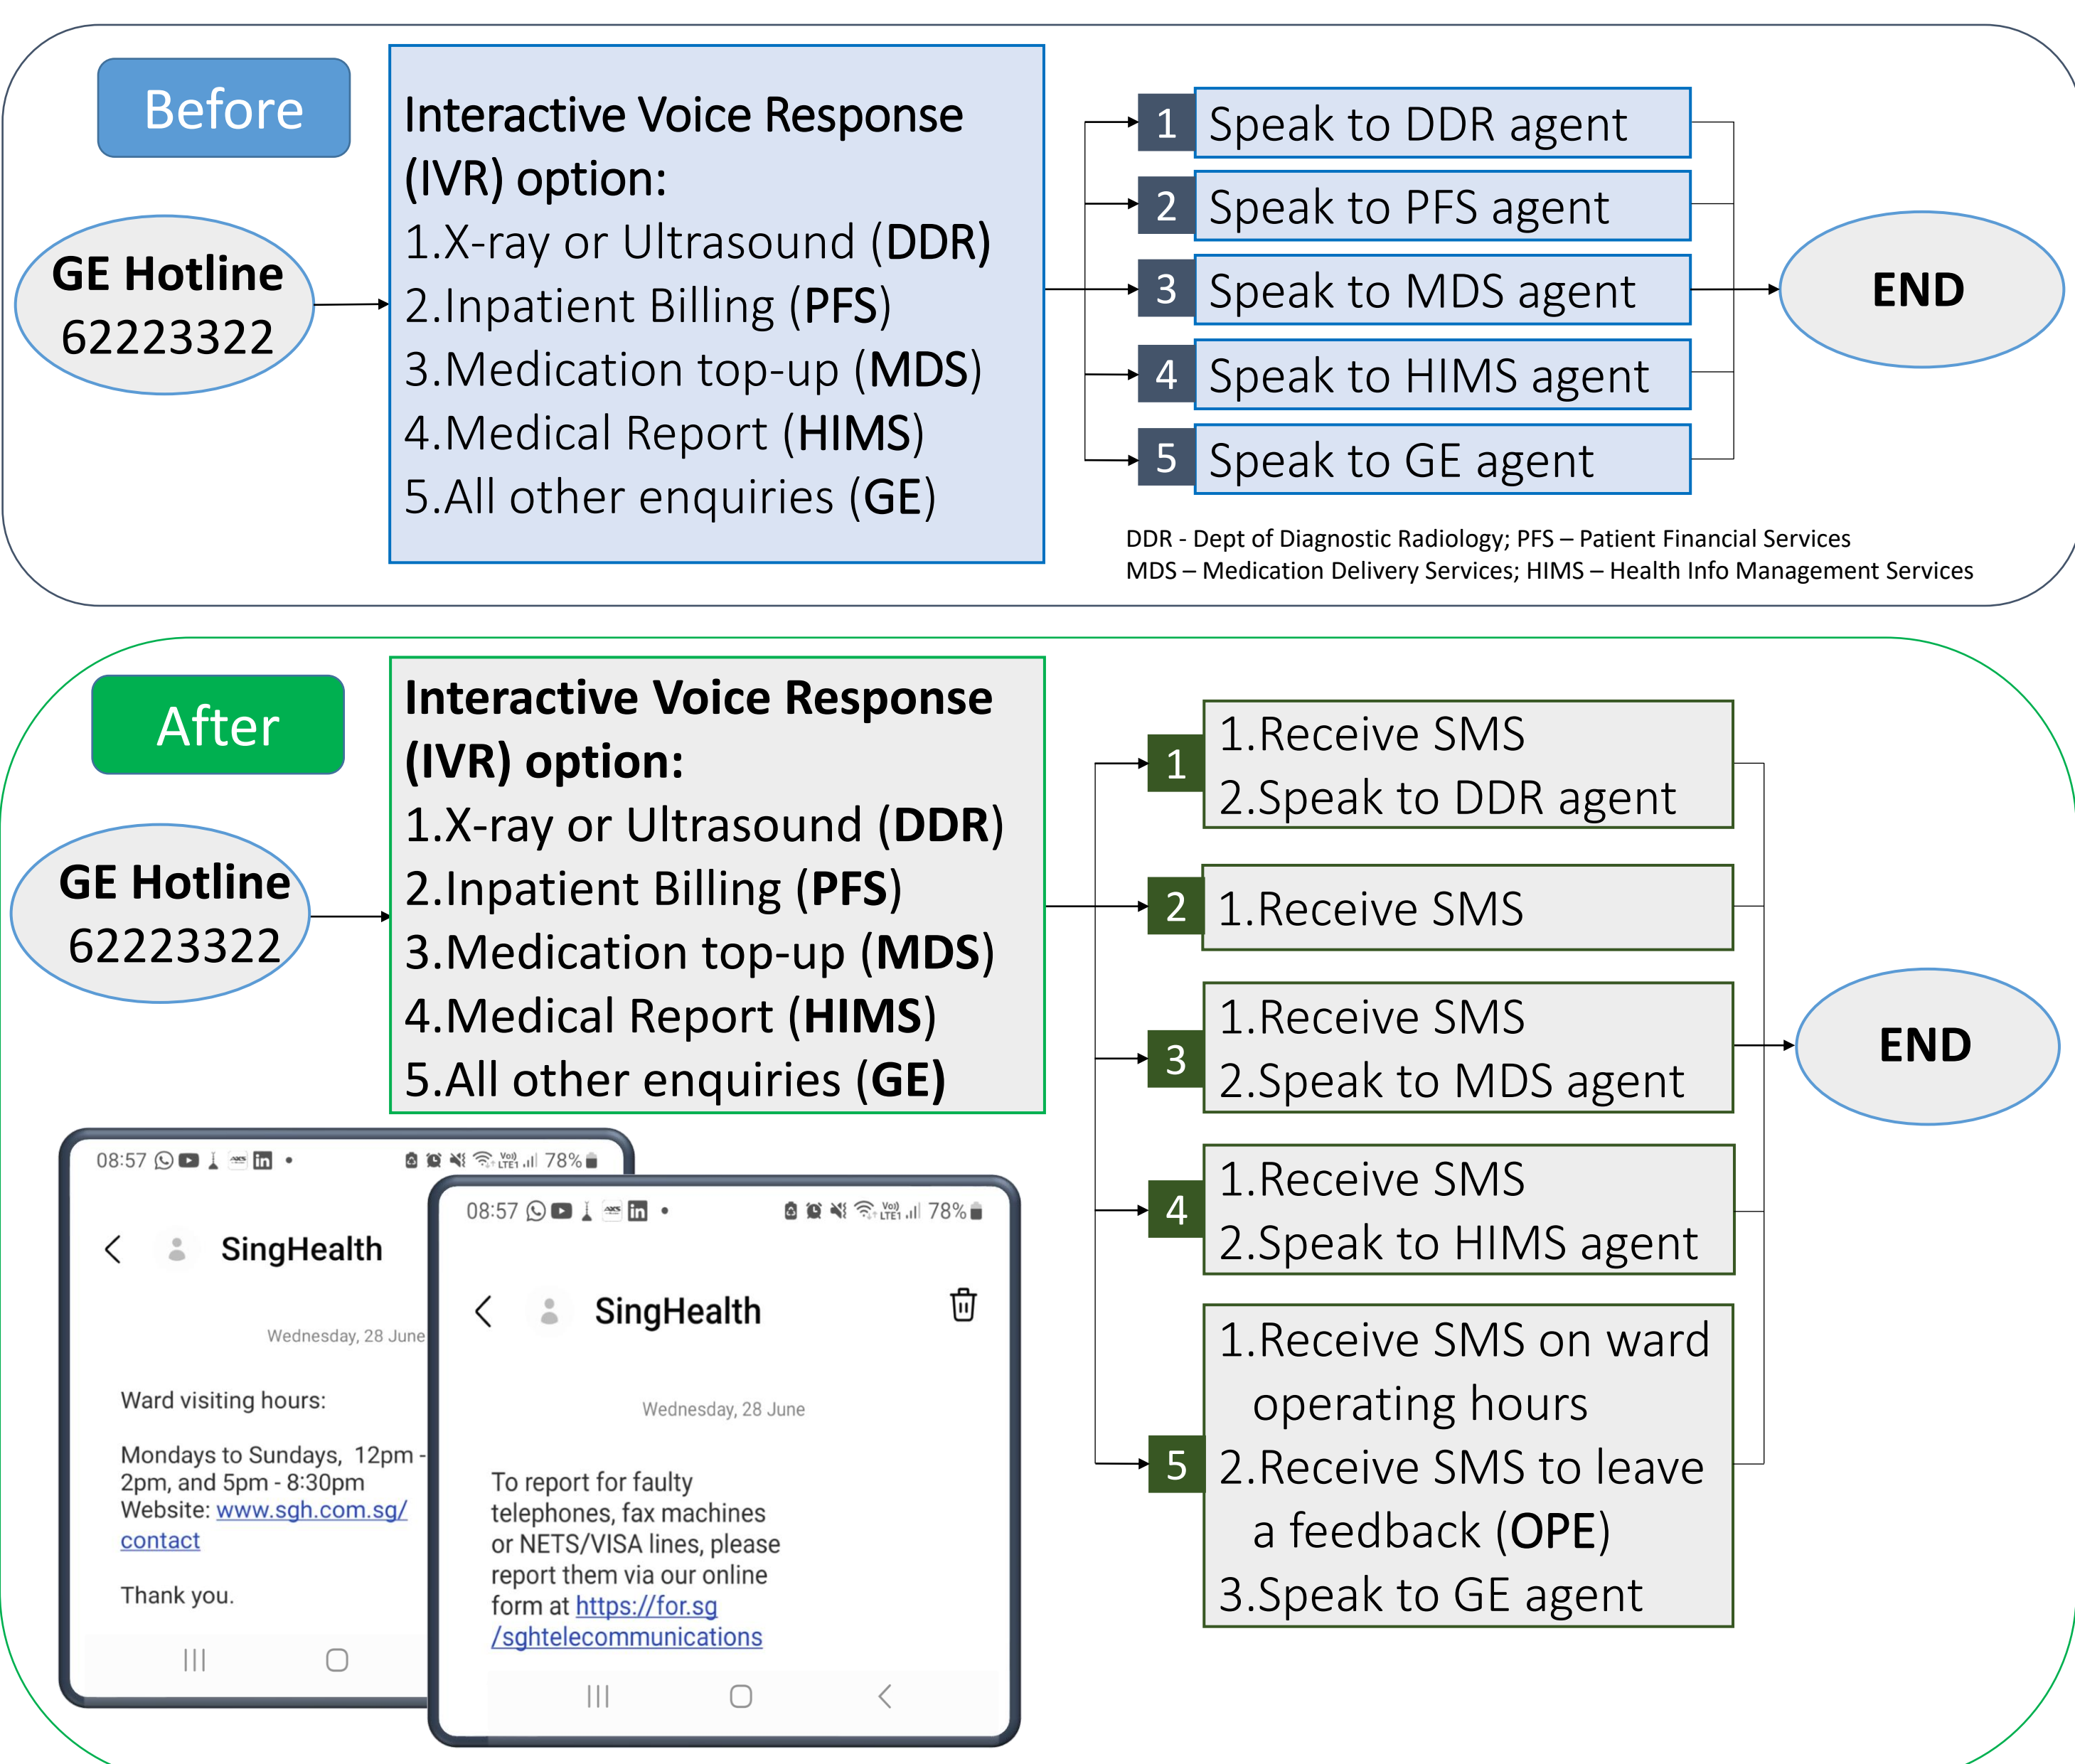 Before
GE Hotline
62223322
Interactive Voice Response
(IVR) option:
1.X-ray or Ultrasound (DDR)
2.Inpatient Billing (PFS)
3.Medication top-up (MDS)
4.Medical Report (HIMS)
5.All other enquiries (GE)
1 Speak to DDR agent
2 Speak to PFS agent
3 Speak to MDS agent
4 Speak to HIMS agent
5 Speak to GE agent
END
DDR - Dept of Diagnostic Radiology; PFS – Patient Financial Services
MDS – Medication Delivery Services; HIMS – Health Info Management Services
After
GE Hotline
62223322
Interactive Voice Response
(IVR) option:
1.X-ray or Ultrasound (DDR)
2.Inpatient Billing (PFS)
3.Medication top-up (MDS)
4.Medical Report (HIMS)
5.All other enquiries (GE)
1
1.Receive SMS
2.Speak to DDR agent
2
1.Receive SMS
3
1.Receive SMS
2.Speak to MDS agent
4
1.Receive SMS
2.Speak to HIMS agent
5
1.Receive SMS on ward
operating hours
2.Receive SMS to leave
a feedback (OPE)
3.Speak to GE agent
END
08:57 78%
SingHealth
Wednesday, 28 June
Ward visiting hours:
Mondays to Sundays, 12pm -
2pm, and 5pm - 8:30pm
Website: www.sgh.com.sg/
contact
Thank you.
08:57 78%
SingHealth
Wednesday, 28 June
To report for faulty
telephones, fax machines
or NETS/VISA lines, please
report them via our online
form at https://for.sg
/sghtelecommunications